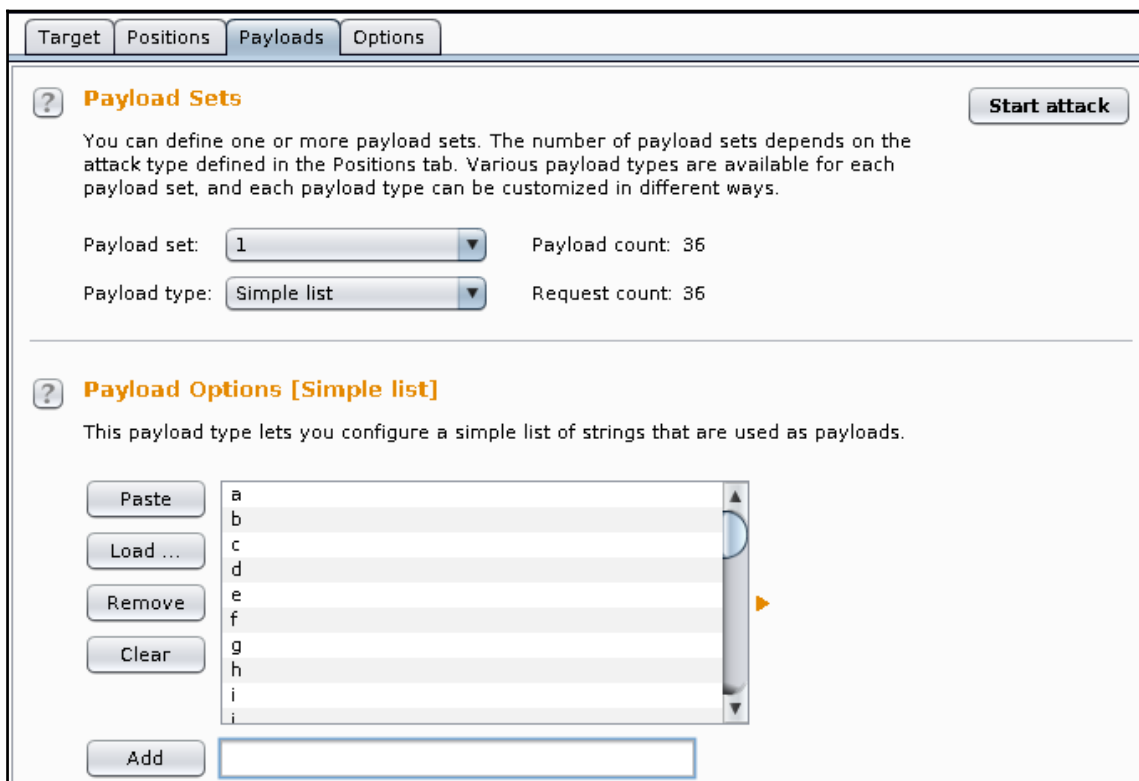 Target Positions Payloads Options
? Payload Sets Start attack
You can define one or more payload sets. The number of payload sets depends on the
attack type defined in the Positions tab. Various payload types are available for each
payload set, and each payload type can be customized in different ways.
Payload set: 1 Payload count: 36
Payload type: Simple list Request count: 36
? Payload Options [Simple list]
This payload type lets you configure a simple list of strings that are used as payloads.
Paste
Load ...
Remove
Clear
a
b
c
d
e
f
g
h
i
Add